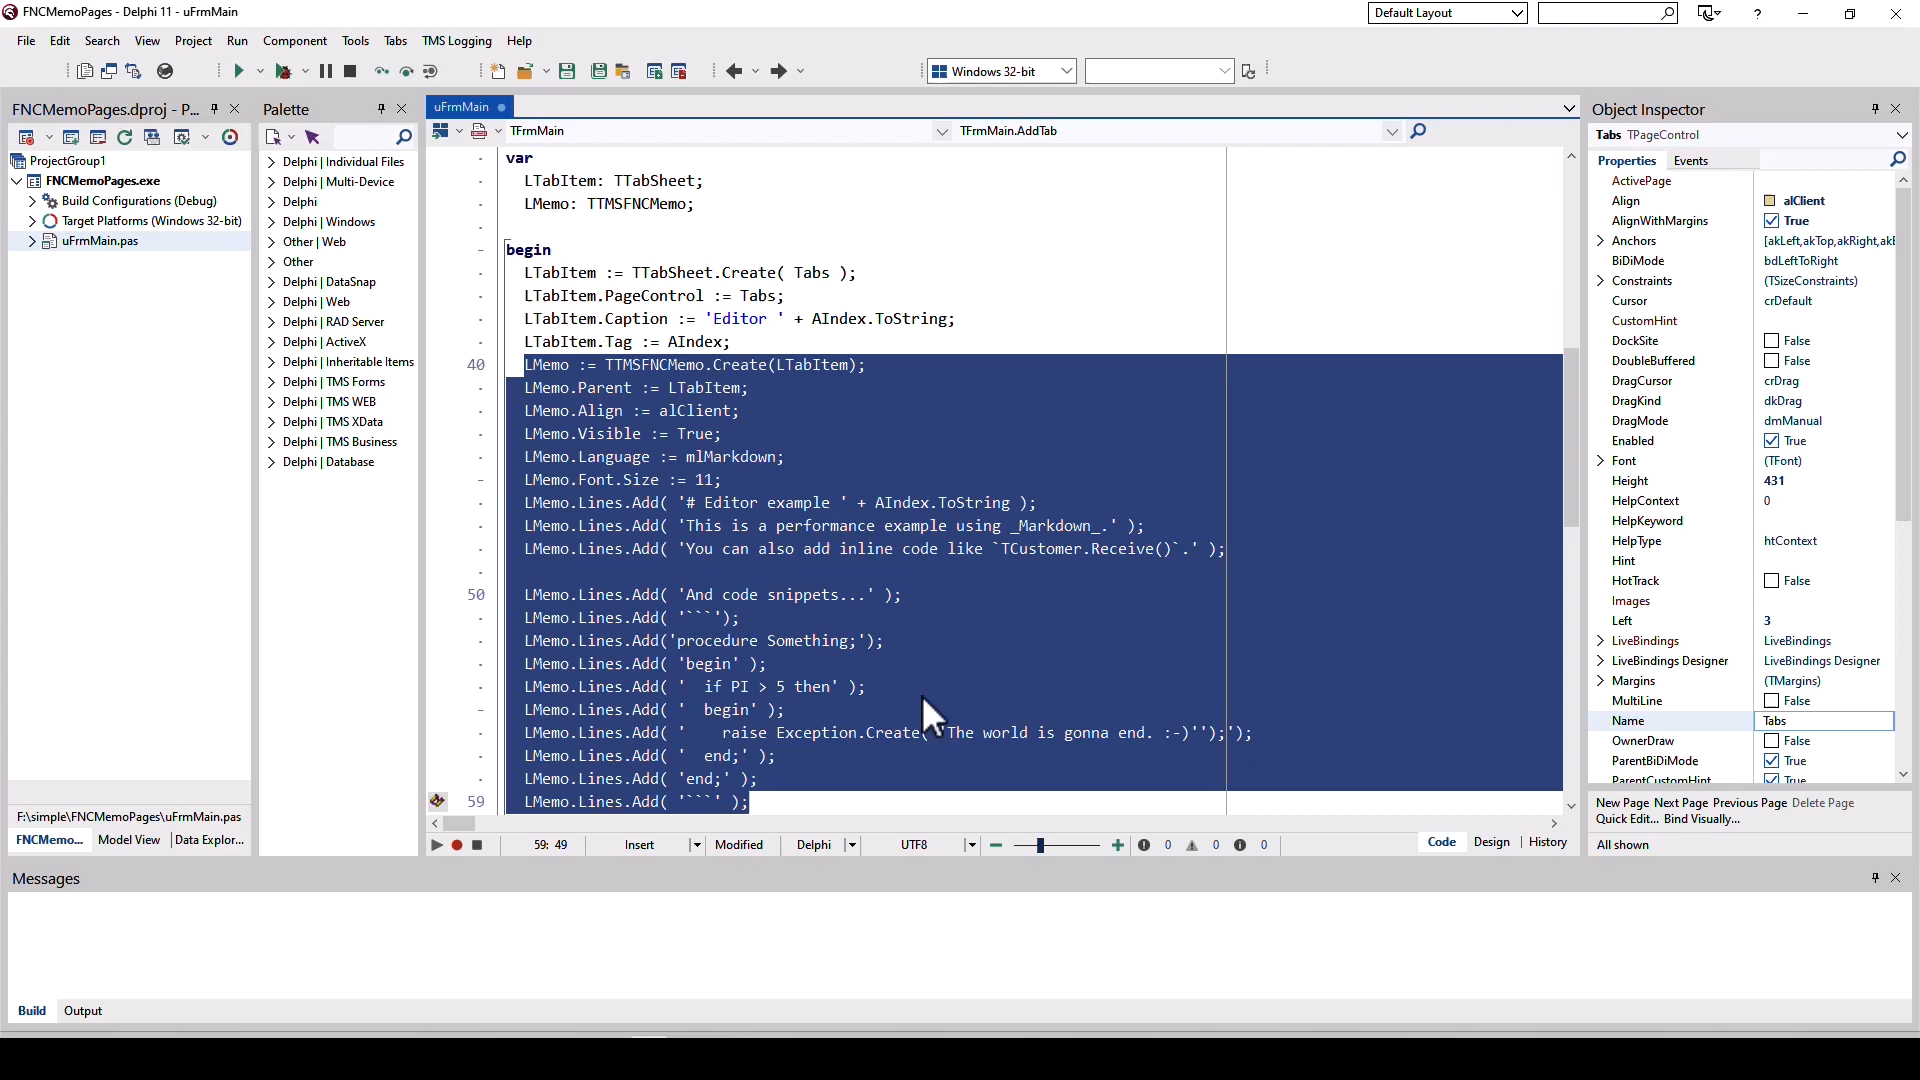 FNCMemoPages - Delphi 11 - uFrmMain
Default Layout
?
File Edit Search View Project Run Component Tools Tabs TMS Logging Help
Windows 32-bit
FNCMemoPages.dproj - P...
ProjectGroup1
FNCMemoPages.exe
Build Configurations (Debug)
Target Platforms (Windows 32-bit)
uFrmMain.pas
F:\simple\FNCMemoPages\uFrmMain.pas
FNCMemo... Model View Data Explor...
Palette
Delphi | Individual Files
Delphi | Multi-Device
Delphi
Delphi | Windows
Other | Web
Other
Delphi | DataSnap
Delphi | Web
Delphi | RAD Server
Delphi | ActiveX
Delphi | Inheritable Items
Delphi | TMS Forms
Delphi | TMS WEB
Delphi | TMS XData
Delphi | TMS Business
Delphi | Database
uFrmMain
TFrmMain TFrmMain.AddTab
var
LTabItem: TTabSheet;
LMemo: TTMSFNCMemo;
begin
LTabItem := TTabSheet.Create( Tabs );
LTabItem.PageControl := Tabs;
LTabItem.Caption := 'Editor ' + AIndex.ToString;
LTabItem.Tag := AIndex;
40 LMemo := TTMSFNCMemo.Create(LTabItem);
LMemo.Parent := LTabItem;
LMemo.Align := alClient;
LMemo.Visible := True;
LMemo.Language := mlMarkdown;
LMemo.Font.Size := 11;
LMemo.Lines.Add( '# Editor example ' + AIndex.ToString );
LMemo.Lines.Add( 'This is a performance example using _Markdown_.' );
LMemo.Lines.Add( 'You can also add inline code like `TCustomer.Receive()`.' );
50 LMemo.Lines.Add( 'And code snippets...' );
LMemo.Lines.Add( '```');
LMemo.Lines.Add('procedure Something;');
LMemo.Lines.Add( 'begin' );
LMemo.Lines.Add( '  if PI > 5 then' );
LMemo.Lines.Add( '  begin' );
LMemo.Lines.Add( '    raise Exception.Create( ''The world is gonna end. :-)'');');
LMemo.Lines.Add( '  end;' );
LMemo.Lines.Add( 'end;' );
59 LMemo.Lines.Add( '```' );
59: 49 Insert Modified Delphi UTF8 0 0 0 Code Design History
Object Inspector
Tabs TPageControl
Properties Events
ActivePage
Align alClient
AlignWithMargins True
Anchors [akLeft,akTop,akRight,ak
BiDiMode bdLeftToRight
Constraints (TSizeConstraints)
Cursor crDefault
CustomHint
DockSite False
DoubleBuffered False
DragCursor crDrag
DragKind dkDrag
DragMode dmManual
Enabled True
Font (TFont)
Height 431
HelpContext 0
HelpKeyword
HelpType htContext
Hint
HotTrack False
Images
Left 3
LiveBindings LiveBindings
LiveBindings Designer LiveBindings Designer
Margins (TMargins)
MultiLine False
Name Tabs
OwnerDraw False
ParentBiDiMode True
ParentCustomHint True
New Page Next Page Previous Page Delete Page
Quick Edit... Bind Visually...
All shown
Messages
Build Output